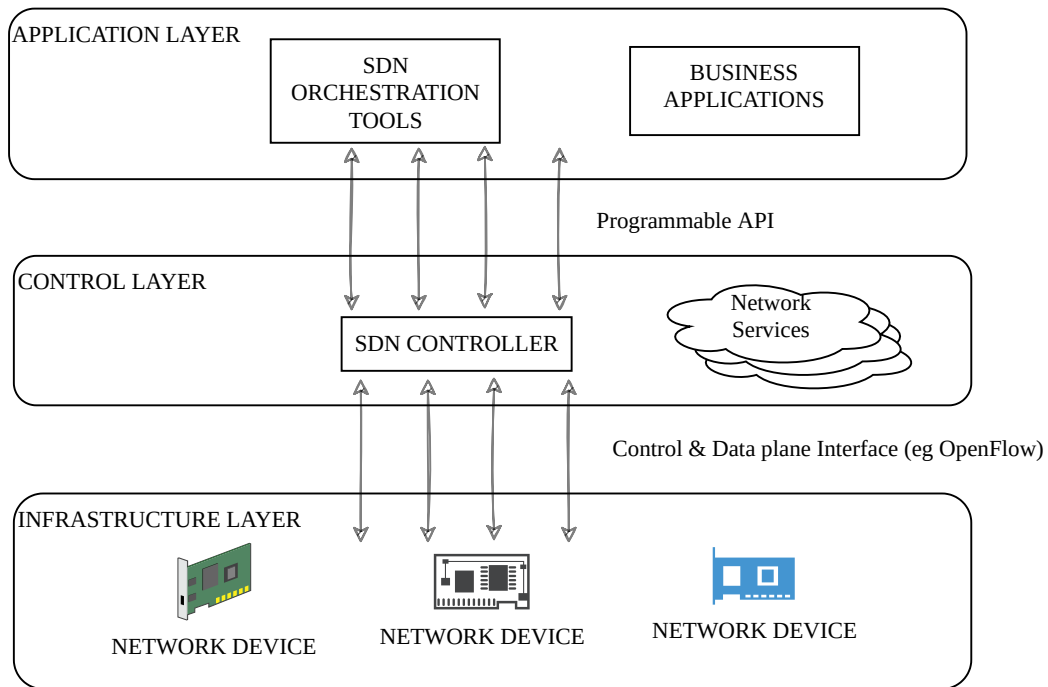 APPLICATION LAYER
SDN
ORCHESTRATION
TOOLS
BUSINESS
APPLICATIONS
Programmable API
CONTROL LAYER
SDN CONTROLLER
Network
Services
Control & Data plane Interface (eg OpenFlow)
INFRASTRUCTURE LAYER
NETWORK DEVICE
NETWORK DEVICE
NETWORK DEVICE